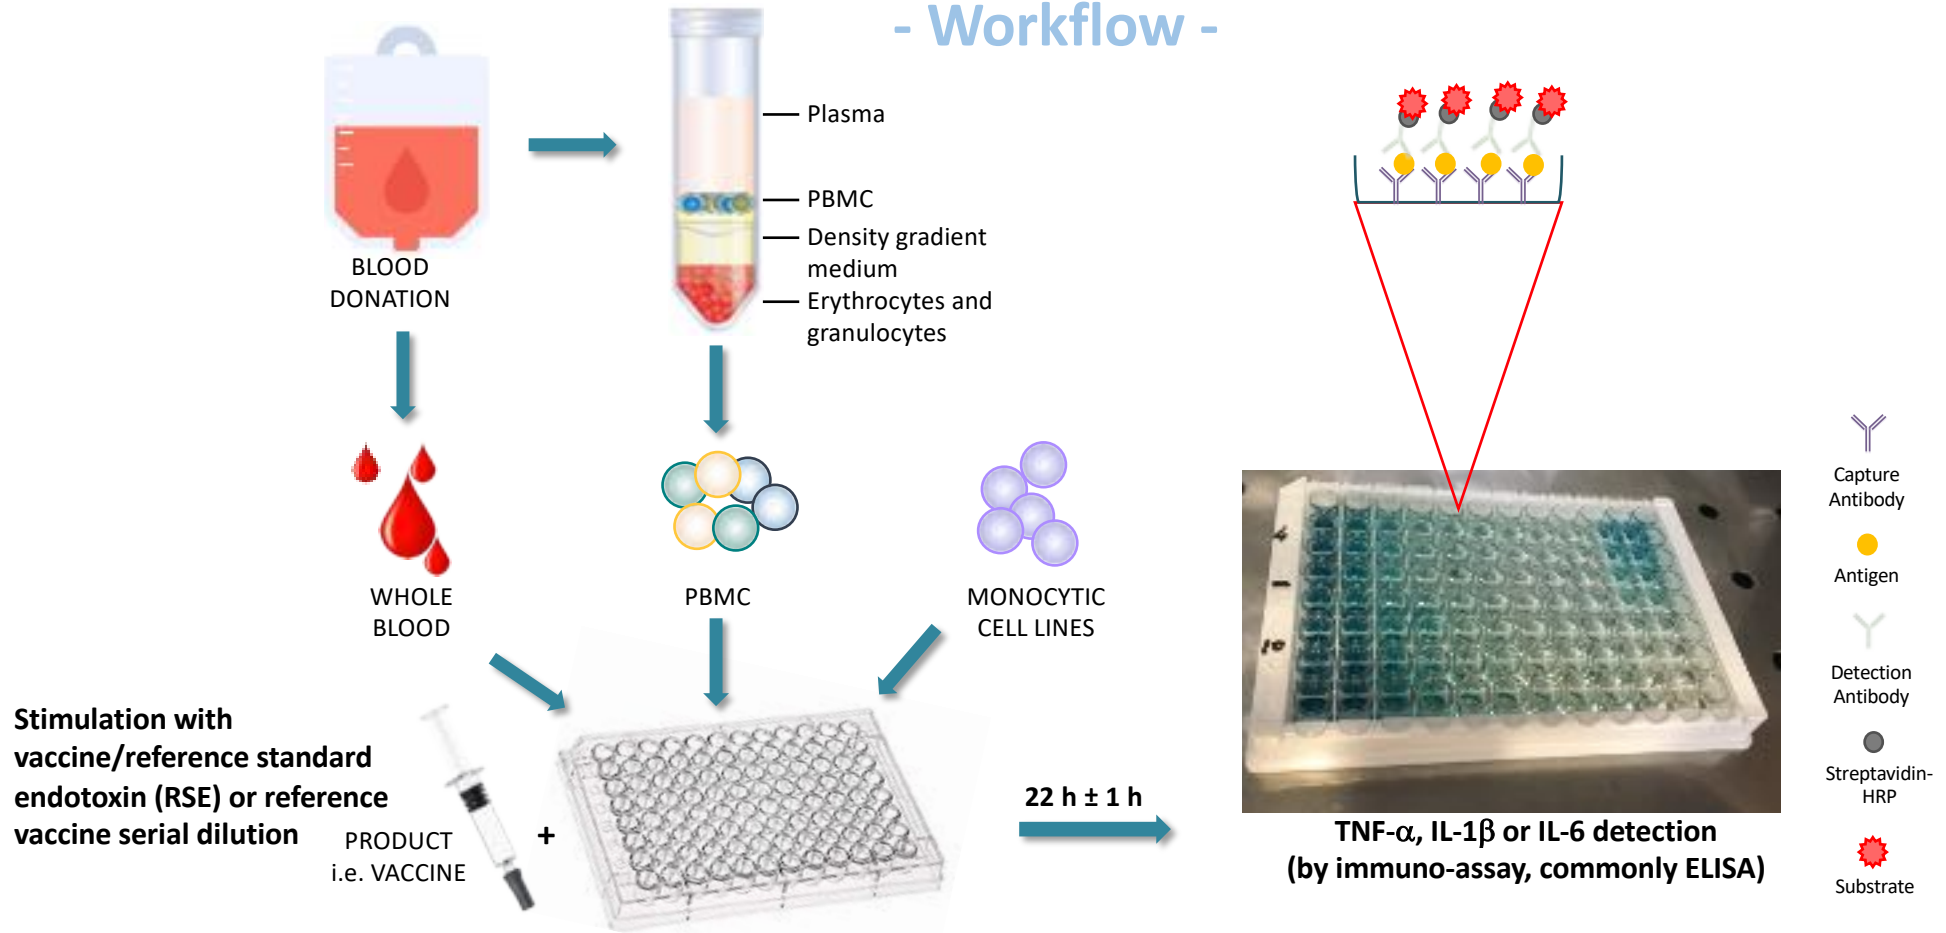 - Workflow -
Plasma
PBMC
Density gradient
medium
Erythrocytes and
granulocytes
BLOOD
DONATION
WHOLE
BLOOD
PBMC
MONOCYTIC
CELL LINES
Stimulation with
vaccine/reference standard
endotoxin (RSE) or reference
vaccine serial dilution
PRODUCT
i.e. VACCINE
+
22 h ± 1 h
TNF-α, IL-1β or IL-6 detection
(by immuno-assay, commonly ELISA)
Capture
Antibody
Antigen
Detection
Antibody
Streptavidin-
HRP
Substrate